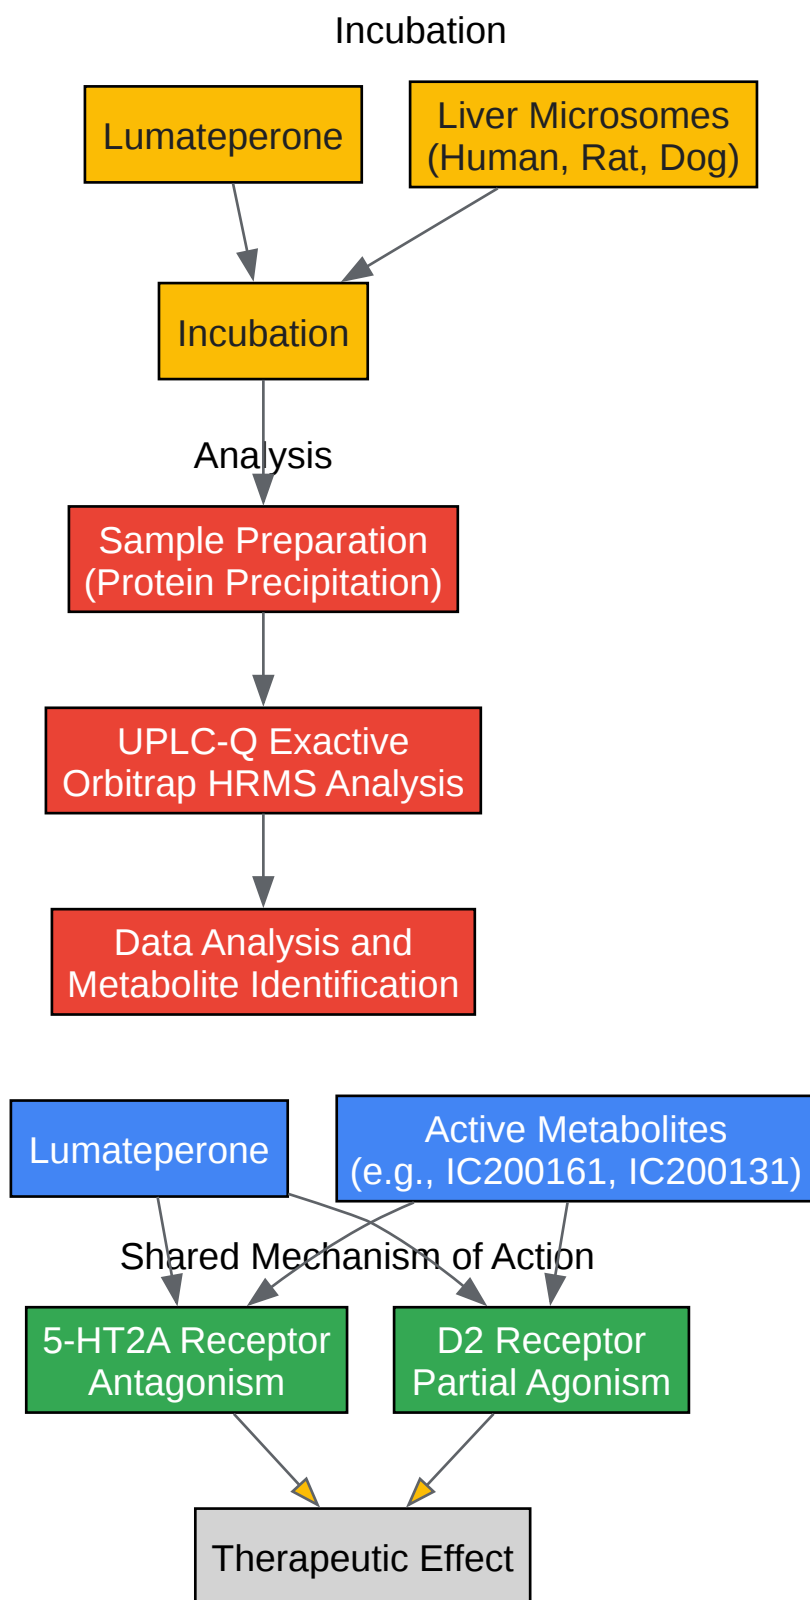 Incubation
Lumateperone
Liver Microsomes
(Human, Rat, Dog)
Incubation
Analysis
Sample Preparation
(Protein Precipitation)
UPLC-Q Exactive
Orbitrap HRMS Analysis
Data Analysis and
Metabolite Identification
Lumateperone
Active Metabolites
(e.g., IC200161, IC200131)
Shared Mechanism of Action
5-HT2A Receptor
Antagonism
D2 Receptor
Partial Agonism
Therapeutic Effect